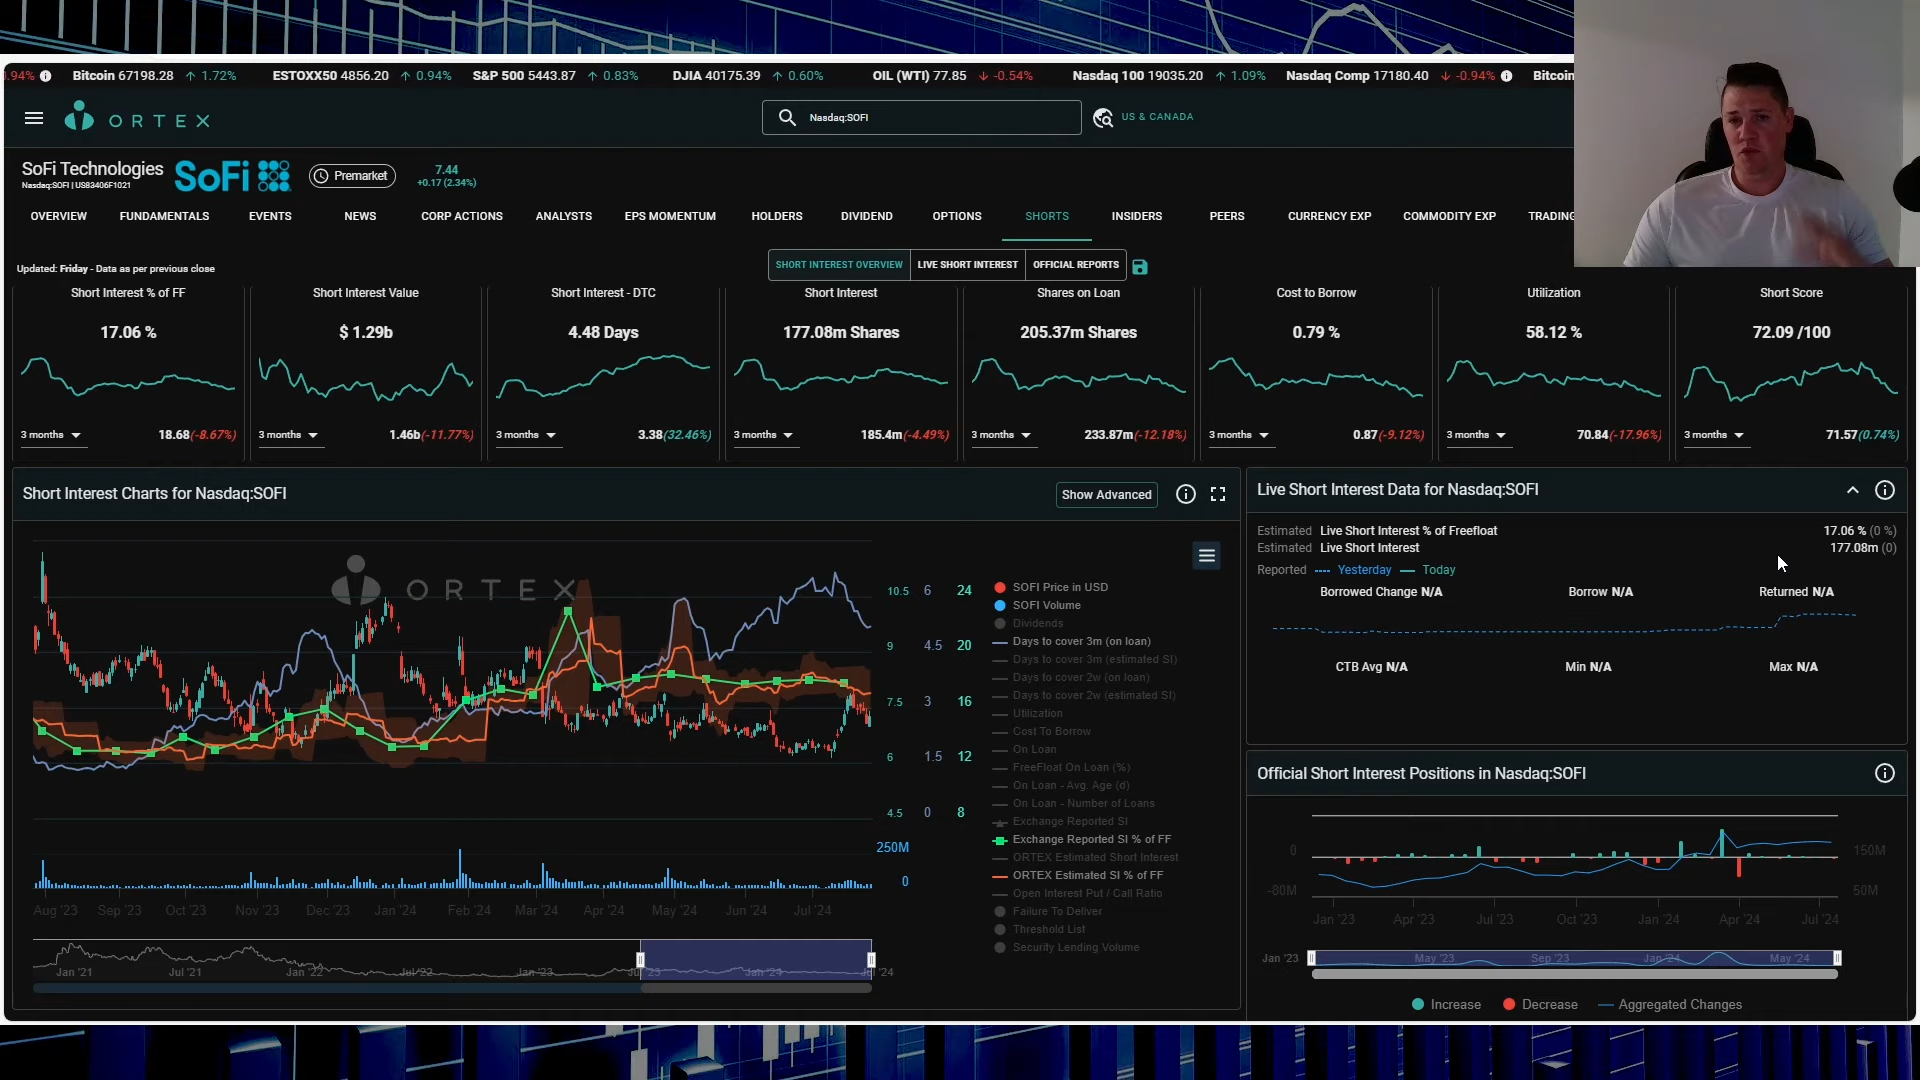 0.94% Bitcoin 67198.28 ↑ 1.72% ESTOXX50 4856.20 ↑ 0.94% S&P 500 5443.87 ↑ 0.83% DJIA 40175.39 ↑ 0.60% OIL (WTI) 77.85 ↓ -0.54% Nasdaq 100 19035.20 ↑ 1.09% Nasdaq Comp 17180.40 ↓ -0.94% Bitcoin
ORTEX Nasdaq:SOFI US & CANADA
SoFi Technologies
Nasdaq:SOFI | US83406F1021
SoFi
Premarket
7.44
+0.17 (2.34%)
OVERVIEW FUNDAMENTALS EVENTS NEWS CORP ACTIONS ANALYSTS EPS MOMENTUM HOLDERS DIVIDEND OPTIONS SHORTS INSIDERS PEERS CURRENCY EXP COMMODITY EXP TRADING
SHORT INTEREST OVERVIEW LIVE SHORT INTEREST OFFICIAL REPORTS
Updated: Friday - Data as per previous close
Short Interest % of FF Short Interest Value Short Interest - DTC Short Interest Shares on Loan Cost to Borrow Utilization Short Score
17.06 % $ 1.29b 4.48 Days 177.08m Shares 205.37m Shares 0.79 % 58.12 % 72.09 /100
3 months 18.68(-8.67%) 3 months 1.46b(-11.77%) 3 months 3.38(32.46%) 3 months 185.4m(-4.49%) 3 months 233.87m(-12.18%) 3 months 0.87(-9.12%) 3 months 70.84(-17.96%) 3 months 71.57(0.74%)
Short Interest Charts for Nasdaq:SOFI
Show Advanced
ORTEX
10.5 6 24
9 4.5 20
7.5 3 16
6 1.5 12
4.5 0 8
250M
0
Aug '23 Sep '23 Oct '23 Nov '23 Dec '23 Jan '24 Feb '24 Mar '24 Apr '24 May '24 Jun '24 Jul '24
Jan '21 Jul '21 Jan '22 Jul '22 Jan '23 Jul '23 Jan '24 Jul '24
SOFI Price in USD
SOFI Volume
Dividends
Days to cover 3m (on loan)
Days to cover 3m (estimated SI)
Days to cover 2w (on loan)
Days to cover 2w (estimated SI)
Utilization
Cost To Borrow
On Loan
FreeFloat On Loan (%)
On Loan - Avg. Age (d)
On Loan - Number of Loans
Exchange Reported SI
Exchange Reported SI % of FF
ORTEX Estimated Short Interest
ORTEX Estimated SI % of FF
Open Interest Put / Call Ratio
Failure To Deliver
Threshold List
Security Lending Volume
Live Short Interest Data for Nasdaq:SOFI
Estimated Live Short Interest % of Freefloat 17.06 % (0 %)
Estimated Live Short Interest 177.08m (0)
Reported Yesterday Today
Borrowed Change N/A Borrow N/A Returned N/A
CTB Avg N/A Min N/A Max N/A
Official Short Interest Positions in Nasdaq:SOFI
0 150M
-80M 50M
Jan '23 Apr '23 Jul '23 Oct '23 Jan '24 Apr '24 Jul '24
Jan '23 May '23 Sep '23 Jan '24 May '24
Increase Decrease Aggregated Changes